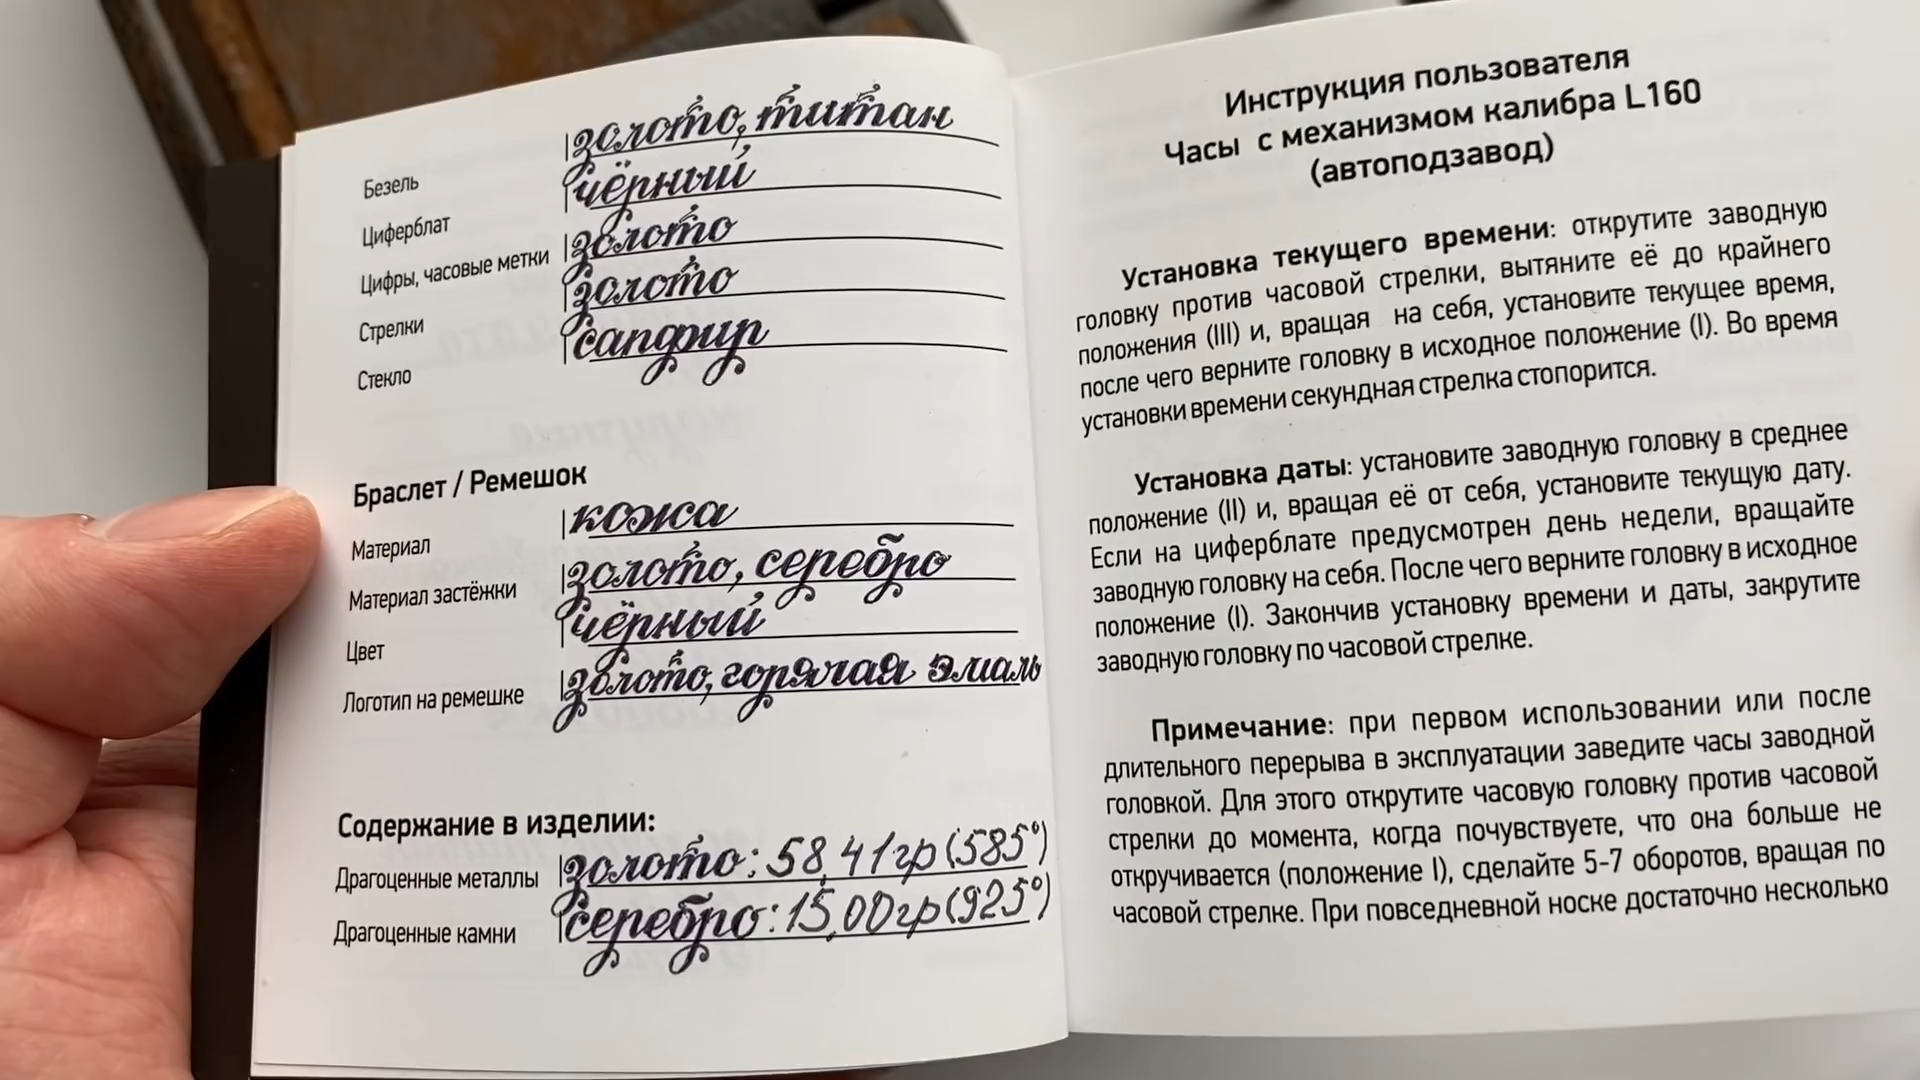 Безель золото, титан
Циферблат чёрный
Цифры, часовые метки золото
Стрелки золото
Стекло сапфир
Браслет / Ремешок
Материал кожа
Материал застёжки золото, серебро
Цвет чёрный
Логотип на ремешке золото, горячая эмаль
Содержание в изделии:
Драгоценные металлы золото: 58,41гр(585°)
Драгоценные камни серебро: 15,00гр(925°)
Инструкция пользователя
Часы с механизмом калибра L160
(автоподзавод)
Установка текущего времени: открутите заводную
головку против часовой стрелки, вытяните её до крайнего
положения (III) и, вращая на себя, установите текущее время,
после чего верните головку в исходное положение (I). Во время
установки времени секундная стрелка стопорится.
Установка даты: установите заводную головку в среднее
положение (II) и, вращая её от себя, установите текущую дату.
Если на циферблате предусмотрен день недели, вращайте
заводную головку на себя. После чего верните головку в исходное
положение (I). Закончив установку времени и даты, закрутите
заводную головку по часовой стрелке.
Примечание: при первом использовании или после
длительного перерыва в эксплуатации заведите часы заводной
головкой. Для этого открутите часовую головку против часовой
стрелки до момента, когда почувствуете, что она больше не
откручивается (положение I), сделайте 5-7 оборотов, вращая по
часовой стрелке. При повседневной носке достаточно несколько